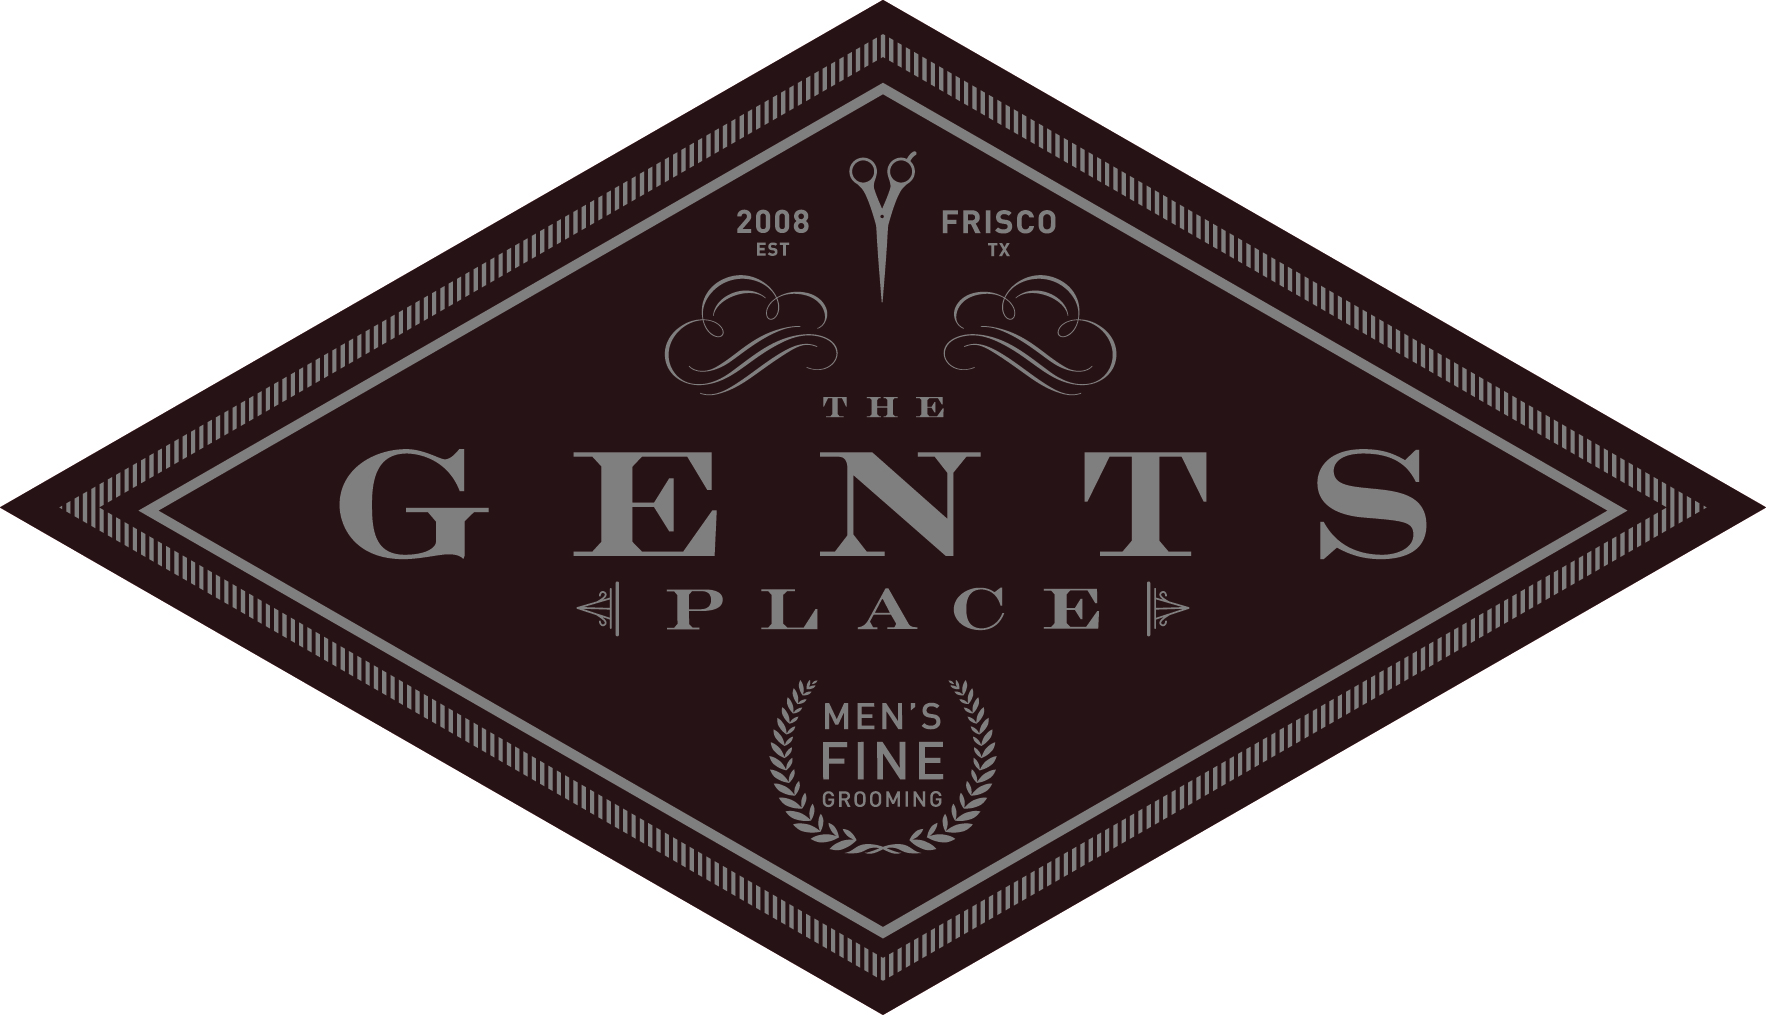 2008 FRISCO
EST TX
THE
GENTS
PLACE
MEN'S
FINE
GROOMING